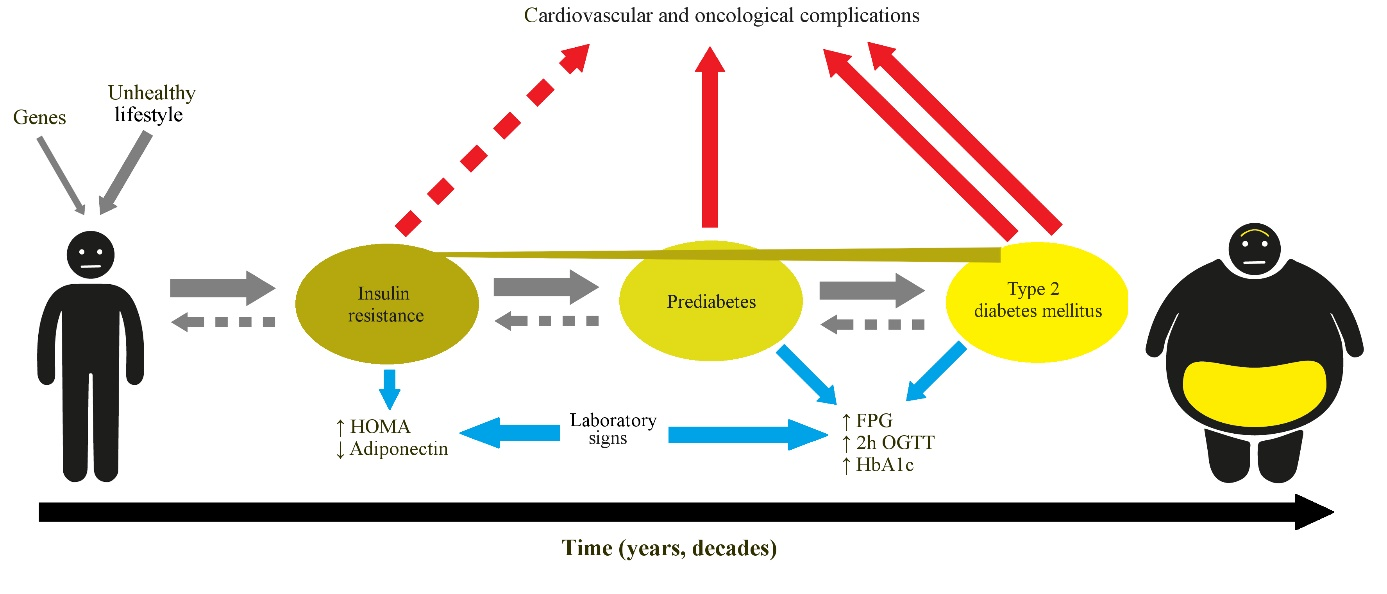 Cardiovascular and oncological complications
Unhealthy
lifestyle
Genes
Insulin
resistance
Prediabetes
Type 2
diabetes mellitus
↑ HOMA
↓ Adiponectin
Laboratory
signs
↑ FPG
↑ 2h OGTT
↑ HbA1c
Time (years, decades)